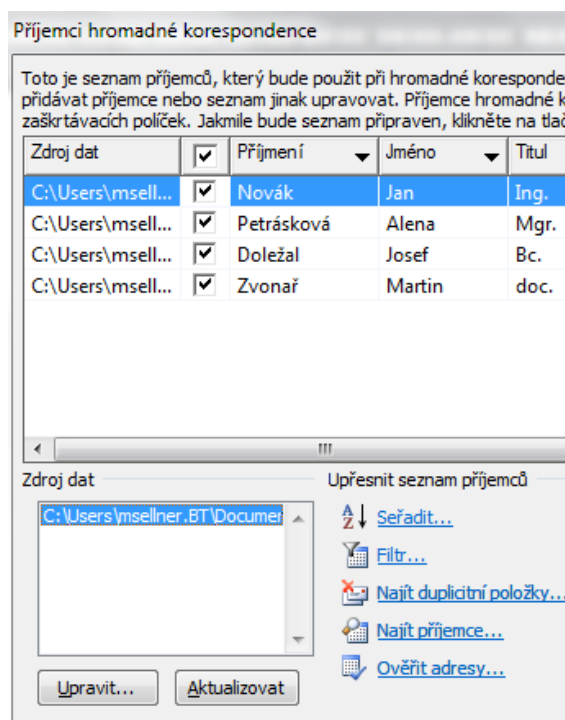 Příjemci hromadné korespondence
Toto je seznam příjemců, který bude použit při hromadné koresponde
přidávat příjemce nebo seznam jinak upravovat. Příjemce hromadné k
zaškrtávacích políček. Jakmile bude seznam připraven, klikněte na tlač
Zdroj dat Příjmení Jméno Titul
C:\Users\msell... Novák Jan Ing.
C:\Users\msell... Petrásková Alena Mgr.
C:\Users\msell... Doležal Josef Bc.
C:\Users\msell... Zvonař Martin doc.
Zdroj dat Upřesnit seznam příjemců
C:\Users\msellner.BT\Documen
Seřadit...
Filtr...
Najít duplicitní položky...
Najít příjemce...
Ověřit adresy...
Upravit... Aktualizovat